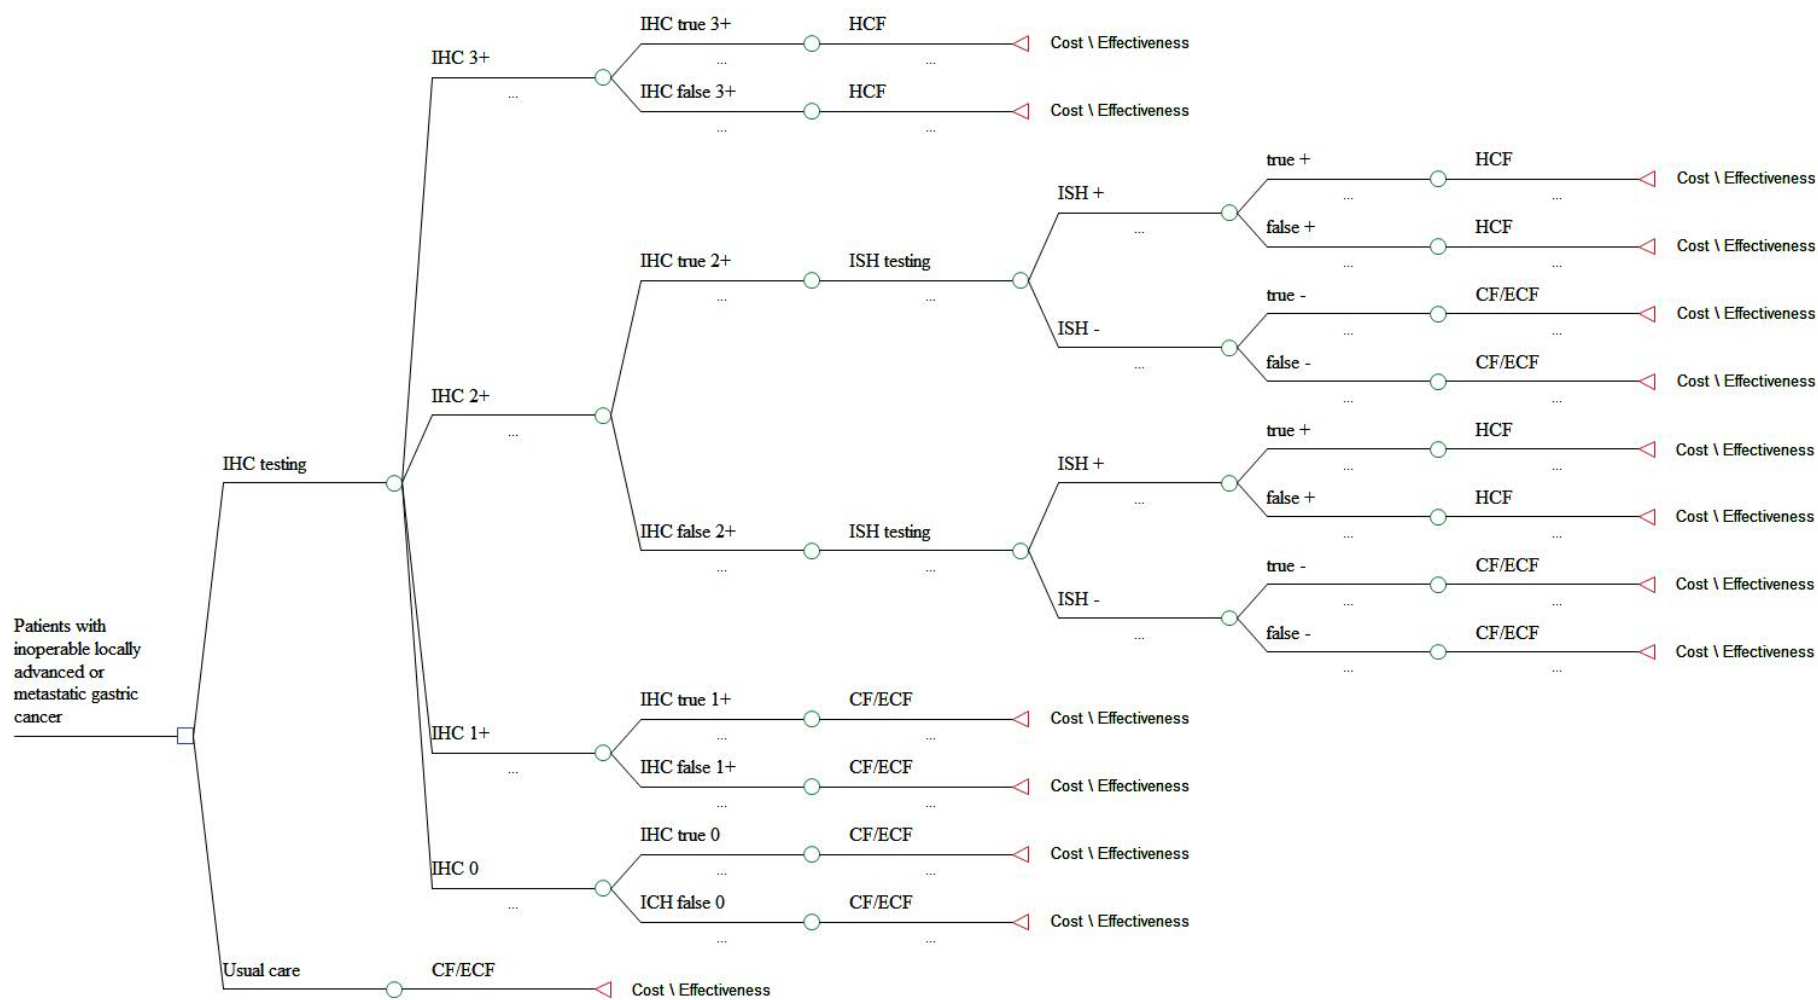 IHC true 3+
HCF
Cost \ Effectiveness
...
...
IHC 3+
...
IHC false 3+
HCF
Cost \ Effectiveness
...
...
true +
HCF
Cost \ Effectiveness
...
...
ISH +
...
false +
HCF
Cost \ Effectiveness
...
...
IHC true 2+
ISH testing
...
...
true -
CF/ECF
Cost \ Effectiveness
...
...
ISH -
...
false -
CF/ECF
Cost \ Effectiveness
...
...
IHC 2+
...
true +
HCF
Cost \ Effectiveness
...
...
IHC testing
ISH +
...
false +
HCF
Cost \ Effectiveness
...
...
IHC false 2+
ISH testing
...
...
true -
CF/ECF
Cost \ Effectiveness
...
...
ISH -
...
false -
CF/ECF
Cost \ Effectiveness
...
...
Patients with
inoperable locally
advanced or
metastatic gastric
cancer
IHC true 1+
CF/ECF
Cost \ Effectiveness
...
...
IHC 1+
...
IHC false 1+
CF/ECF
Cost \ Effectiveness
...
...
IHC true 0
CF/ECF
Cost \ Effectiveness
...
...
IHC 0
...
ICH false 0
CF/ECF
Cost \ Effectiveness
...
...
Usual care
CF/ECF
Cost \ Effectiveness